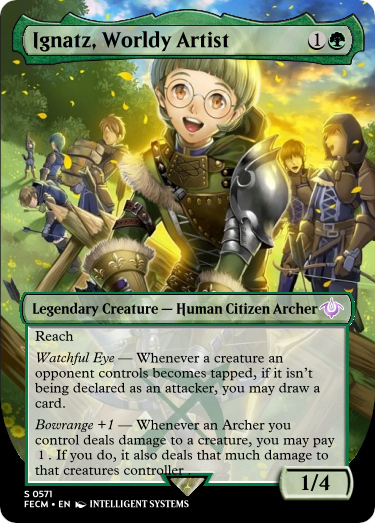 Ignatz, Worldy Artist 1
Legendary Creature — Human Citizen Archer
Reach
Watchful Eye — Whenever a creature an
opponent controls becomes tapped, if it isn't
being declared as an attacker, you may draw a
card.
Bowrange +1 — Whenever an Archer you
control deals damage to a creature, you may pay
1. If you do, it also deals that much damage to
that creatures controller .
1/4
S 0571
FECM • EN INTELLIGENT SYSTEMS